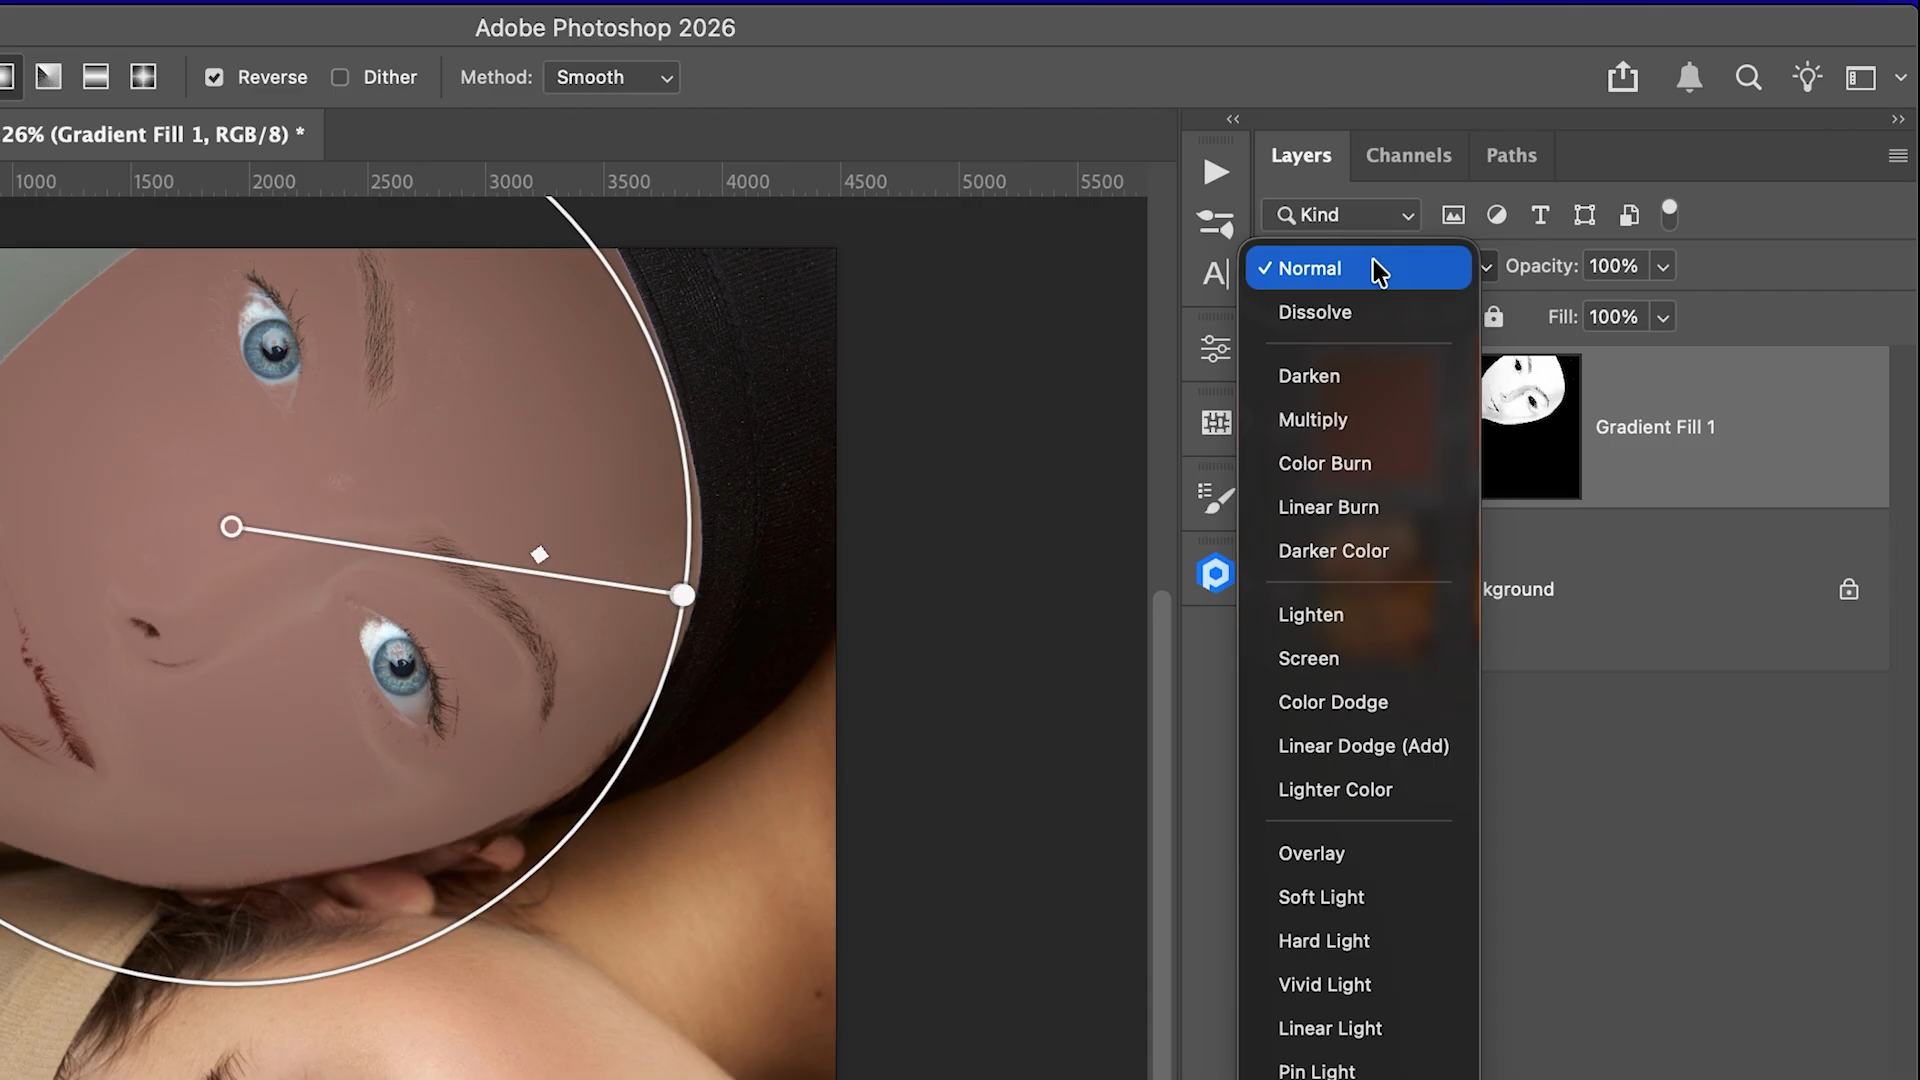 Adobe Photoshop 2026
Reverse Dither Method: Smooth
26% (Gradient Fill 1, RGB/8) *
1000 1500 2000 2500 3000 3500 4000 4500 5000 5500
Layers Channels Paths
Kind
Normal
Opacity: 100%
Dissolve
Fill: 100%
Darken
Multiply
Gradient Fill 1
Color Burn
Linear Burn
Darker Color
kground
Lighten
Screen
Color Dodge
Linear Dodge (Add)
Lighter Color
Overlay
Soft Light
Hard Light
Vivid Light
Linear Light
Pin Light